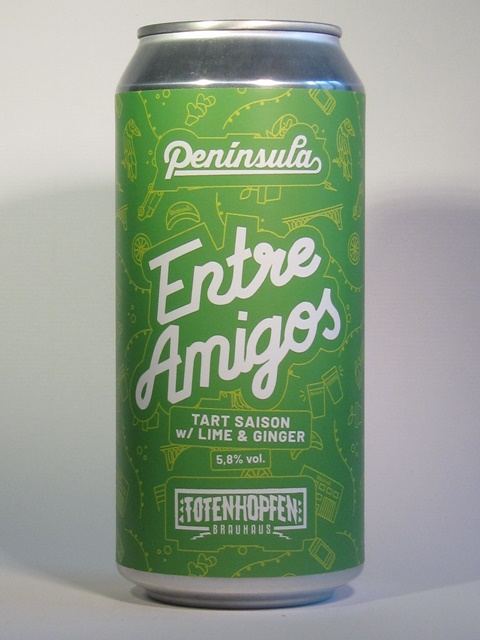 Península
Entre
Amigos
TART SAISON
w/ LIME & GINGER
5,8% vol.
TOTENHOPFEN
BRAUHAUS